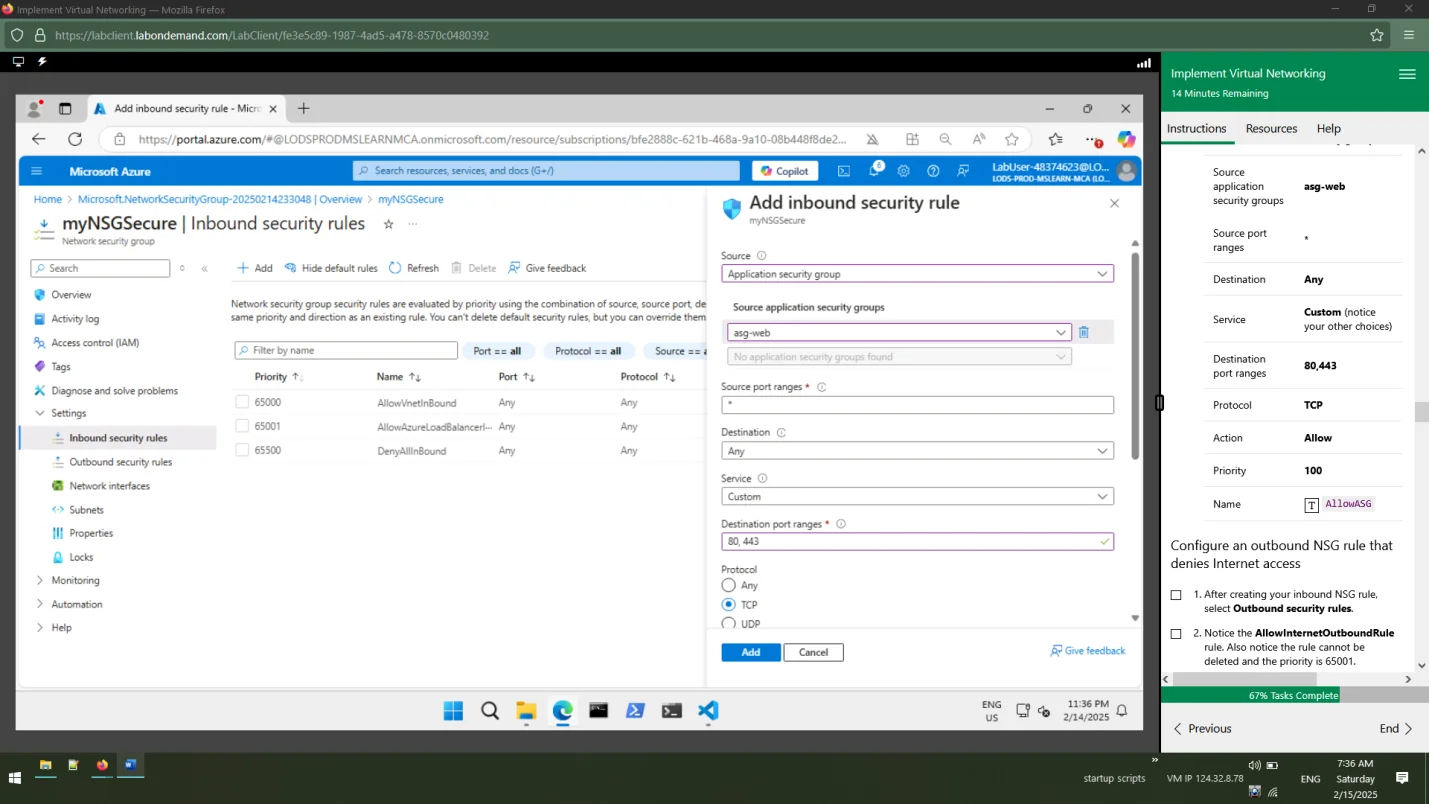 Implement Virtual Networking — Mozilla Firefox
https://labclient.labondemand.com/LabClient/fe3e5c89-1987-4ad5-a478-8570c0480392
Add inbound security rule - Micro
https://portal.azure.com/#@LODSPRODMSLEARNMCA.onmicrosoft.com/resource/subscriptions/bfe2888c-621b-468a-9a10-08b448f8de2...
Microsoft Azure
Search resources, services, and docs (G+/)
Copilot
6
LabUser-48374623@LO...
LODS-PROD-MSLEARN-MCA (LO...
Home > Microsoft.NetworkSecurityGroup-20250214233048 | Overview > myNSGSecure
myNSGSecure | Inbound security rules
Network security group
Search
Overview
Activity log
Access control (IAM)
Tags
Diagnose and solve problems
Settings
Inbound security rules
Outbound security rules
Network interfaces
Subnets
Properties
Locks
Monitoring
Automation
Help
Add Hide default rules Refresh Delete Give feedback
Network security group security rules are evaluated by priority using the combination of source, source port, de
same priority and direction as an existing rule. You can't delete default security rules, but you can override them
Filter by name
Port == all
Protocol == all
Source == a
Priority Name Port Protocol
65000 AllowVnetInBound Any Any
65001 AllowAzureLoadBalancerI... Any Any
65500 DenyAllInBound Any Any
Add inbound security rule
myNSGSecure
Source
Application security group
Source application security groups
asg-web
No application security groups found
Source port ranges *
*
Destination
Any
Service
Custom
Destination port ranges *
80, 443
Protocol
Any
TCP
UDP
Add
Cancel
Give feedback
ENG
US
11:36 PM
2/14/2025
Implement Virtual Networking
14 Minutes Remaining
Instructions Resources Help
Source
application
security groups
asg-web
Source port
ranges
*
Destination Any
Service
Custom (notice
your other choices)
Destination
port ranges
80,443
Protocol TCP
Action Allow
Priority 100
Name T AllowASG
Configure an outbound NSG rule that
denies Internet access
1. After creating your inbound NSG rule,
select Outbound security rules.
2. Notice the AllowInternetOutboundRule
rule. Also notice the rule cannot be
deleted and the priority is 65001.
67% Tasks Complete
Previous
End
startup scripts
VM IP 124.32.8.78
ENG
7:36 AM
Saturday
2/15/2025